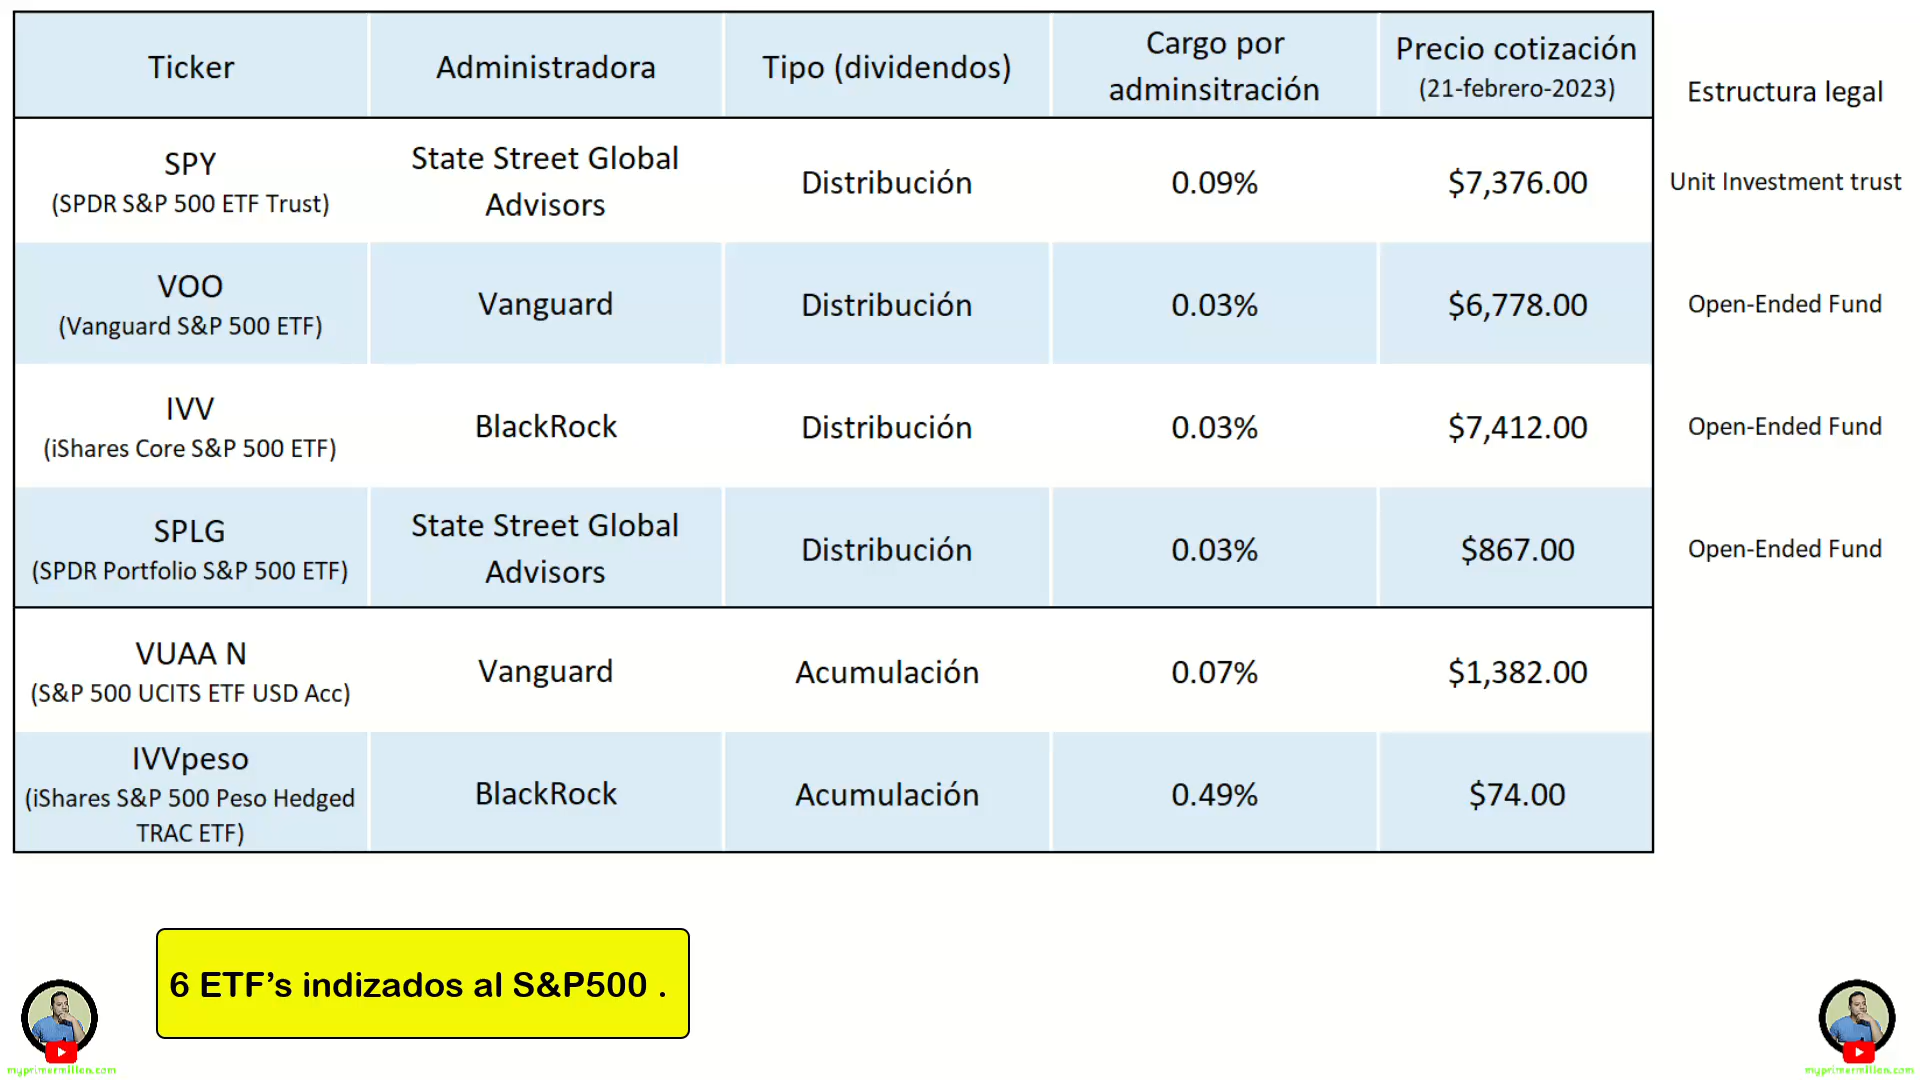 Ticker
Administradora
Tipo (dividendos)
Cargo por
adminsitración
Precio cotización
(21-febrero-2023)
Estructura legal
SPY
(SPDR S&P 500 ETF Trust)
State Street Global
Advisors
Distribución
0.09%
$7,376.00
Unit Investment trust
VOO
(Vanguard S&P 500 ETF)
Vanguard
Distribución
0.03%
$6,778.00
Open-Ended Fund
IVV
(iShares Core S&P 500 ETF)
BlackRock
Distribución
0.03%
$7,412.00
Open-Ended Fund
SPLG
(SPDR Portfolio S&P 500 ETF)
State Street Global
Advisors
Distribución
0.03%
$867.00
Open-Ended Fund
VUAA N
(S&P 500 UCITS ETF USD Acc)
Vanguard
Acumulación
0.07%
$1,382.00
IVVpeso
(iShares S&P 500 Peso Hedged
TRAC ETF)
BlackRock
Acumulación
0.49%
$74.00
6 ETF’s indizados al S&P500 .
myprimermillon.com
myprimermillon.com